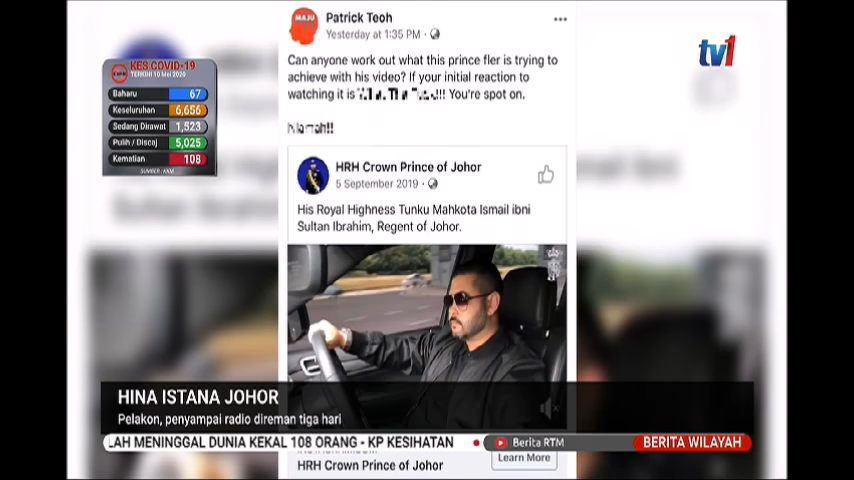 tv1
KES COVID-19
TERKINI 10 Mei 2020
Baharu 67
Keseluruhan 6,656
Sedang Dirawat 1,523
Pulih / Discaj 5,025
Kematian 108
SUMBER : KKM
MAJU
Patrick Teoh
Yesterday at 1:35 PM
Can anyone work out what this prince fler is trying to
achieve with his video? If your initial reaction to
watching it is !!! You're spot on.
HRH Crown Prince of Johor
5 September 2019
His Royal Highness Tunku Mahkota Ismail ibni
Sultan Ibrahim, Regent of Johor.
HINA ISTANA JOHOR
Pelakon, penyampai radio direman tiga hari
LAH MENINGGAL DUNIA KEKAL 108 ORANG - KP KESIHATAN
Berita RTM
BERITA WILAYAH
HRH Crown Prince of Johor
Learn More